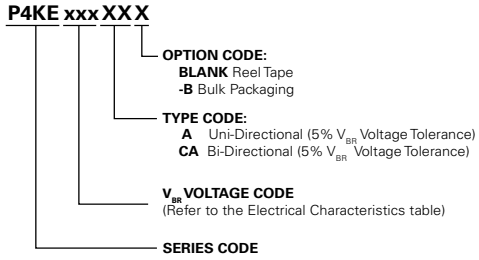 P4KE xxx XX X
OPTION CODE:
BLANK Reel Tape
-B Bulk Packaging
TYPE CODE:
A Uni-Directional (5% VBR Voltage Tolerance)
CA Bi-Directional (5% VBR Voltage Tolerance)
VBR VOLTAGE CODE
(Refer to the Electrical Characteristics table)
SERIES CODE